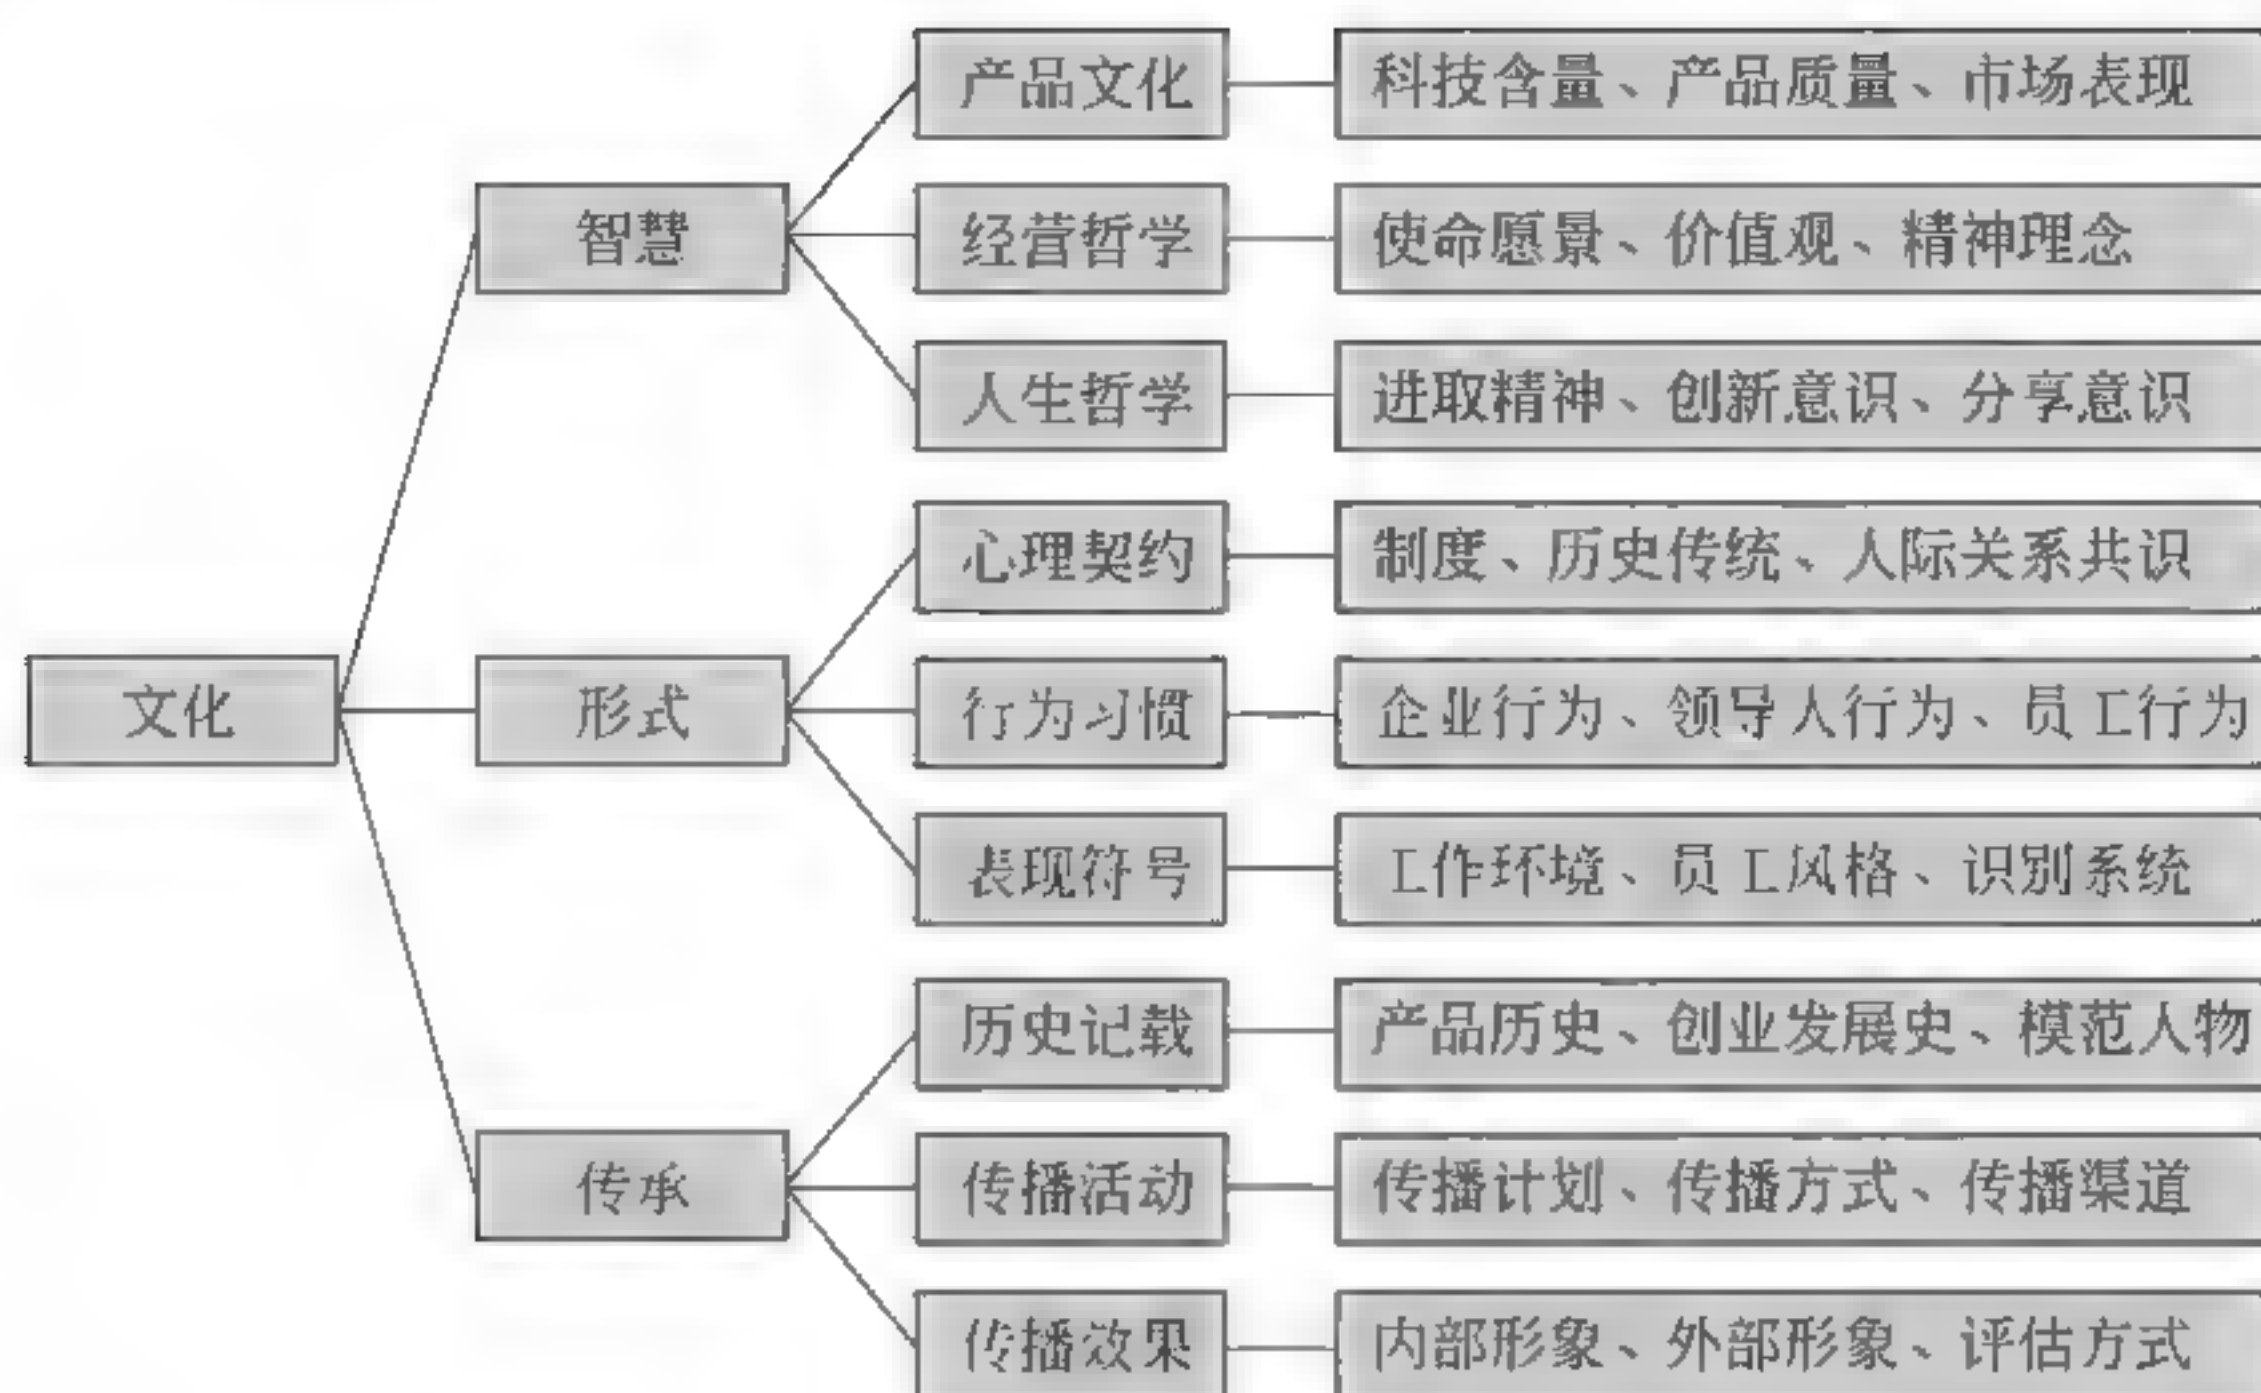 产品文化 科技含量、产品质量、市场表现
智慧 经营哲学 使命愿景、价值观、精神理念
人生哲学 进取精神、创新意识、分享意识
心理契约 制度、历史传统、人际关系共识
文化 形式 行为习惯 企业行为、领导人行为、员工行为
表现符号 工作环境、员工风格、识别系统
历史记载 产品历史、创业发展史、模范人物
传承 传播活动 传播计划、传播方式、传播渠道
传播效果 内部形象、外部形象、评估方式